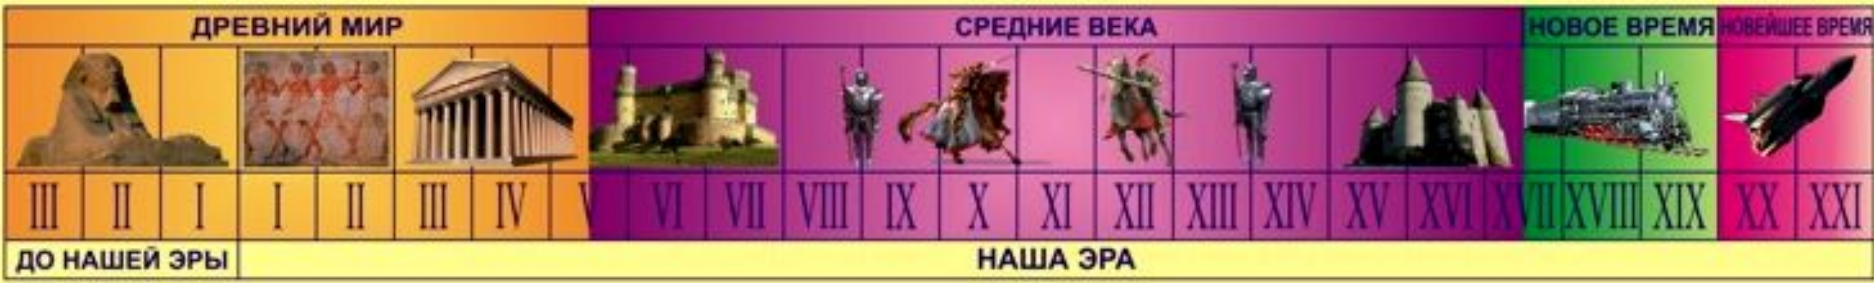 ДРЕВНИЙ МИР СРЕДНИЕ ВЕКА НОВОЕ ВРЕМЯ НОВЕЙШЕЕ ВРЕМЯ
III II I I II III IV V VI VII VIII IX X XI XII XIII XIV XV XVI XVII XVIII XIX XX XXI
ДО НАШЕЙ ЭРЫ НАША ЭРА